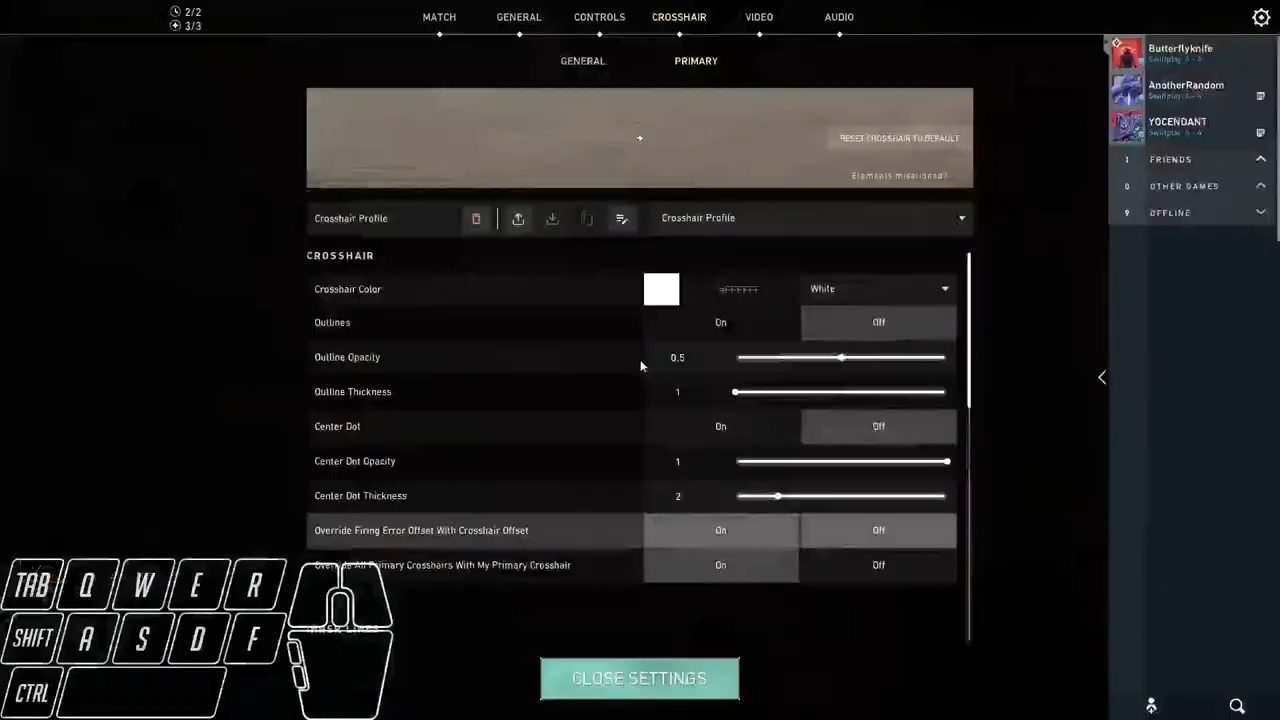 2/2
3/3
MATCH
GENERAL
CONTROLS
CROSSHAIR
VIDEO
AUDIO
GENERAL
PRIMARY
RESET CROSSHAIR TO DEFAULT
Elements misaligned?
Crosshair Profile
Crosshair Profile
CROSSHAIR
Crosshair Color
White
Outlines
On
Off
Outline Opacity
0.5
Outline Thickness
1
Center Dot
On
Off
Center Dot Opacity
1
Center Dot Thickness
2
Override Firing Error Offset With Crosshair Offset
On
Off
Override All Primary Crosshairs With My Primary Crosshair
On
Off
CLOSE SETTINGS
Butterflyknife
AnotherRandom
YOCENDANT
1 FRIENDS
0 OTHER GAMES
9 OFFLINE
TAB Q W E R
SHIFT A S D F
CTRL